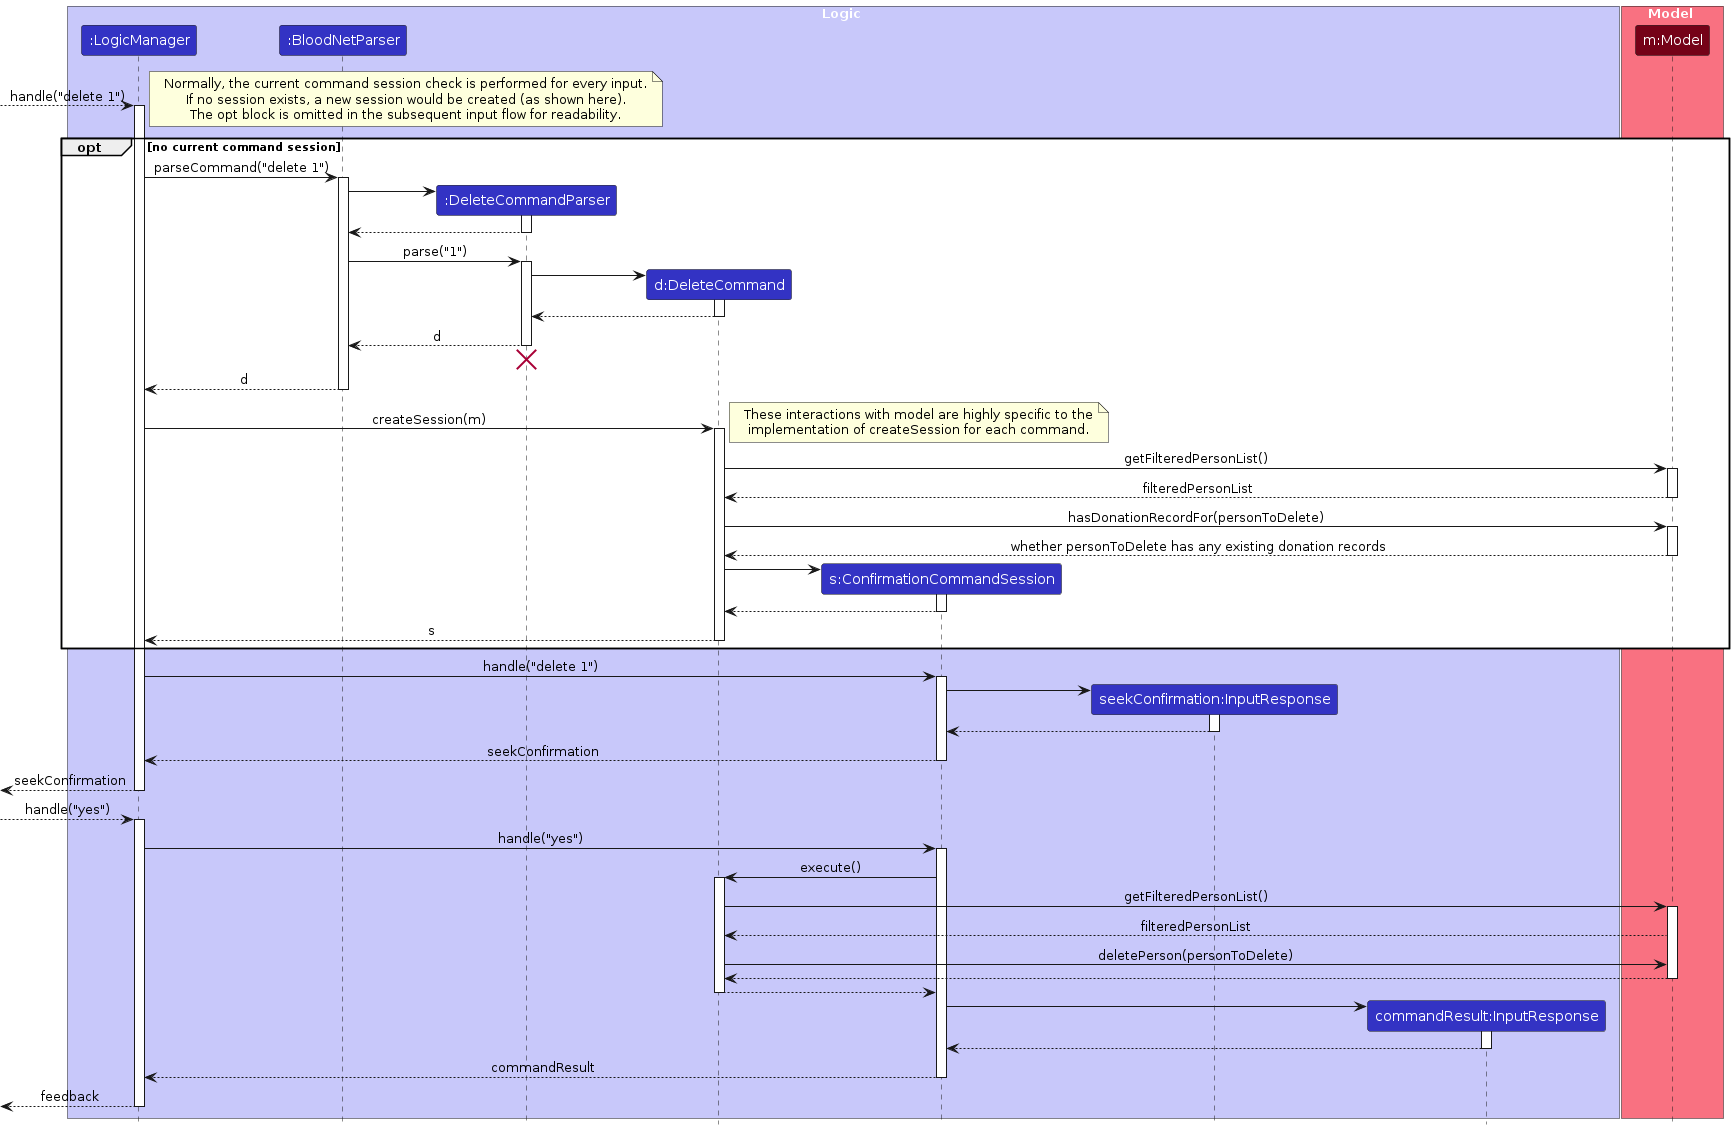 Logic
Model
:LogicManager
:BloodNetParser
m:Model
Normally, the current command session check is performed for every input.
If no session exists, a new session would be created (as shown here).
The opt block is omitted in the subsequent input flow for readability.
handle("delete 1")
opt
[no current command session]
parseCommand("delete 1")
:DeleteCommandParser
parse("1")
d:DeleteCommand
d
d
These interactions with model are highly specific to the
implementation of createSession for each command.
createSession(m)
getFilteredPersonList()
filteredPersonList
hasDonationRecordFor(personToDelete)
whether personToDelete has any existing donation records
s:ConfirmationCommandSession
s
handle("delete 1")
seekConfirmation:InputResponse
seekConfirmation
seekConfirmation
handle("yes")
handle("yes")
execute()
getFilteredPersonList()
filteredPersonList
deletePerson(personToDelete)
commandResult:InputResponse
commandResult
feedback